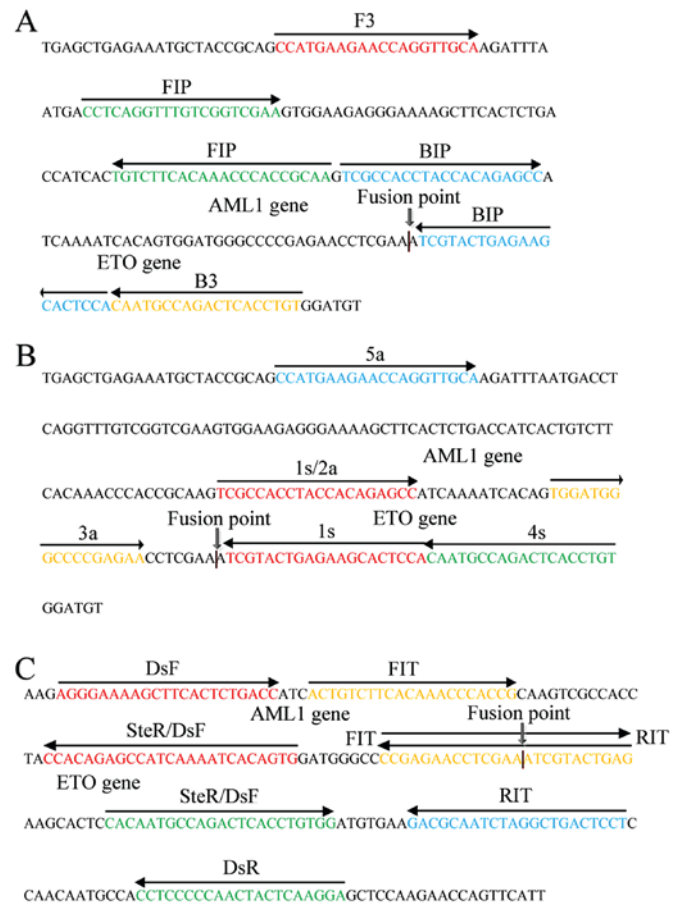 A
F3
TGAGCTGAGAAATGCTACCGCAGCCATGAAGAACCAGGTTGCAAGATTTA
FIP
ATGACCTCAGGTTTGTCGGTCGAAGTGGAAGAGGGAAAAGCTTCACTCTGA
FIP BIP
CCATCACTGTCTTCACAAACCCACCGCAAGTCGCCACCTACCACAGAGCCA
AML1 gene Fusion point
BIP
TCAAAATCACAGTGGATGGGCCCCGAGAACCTCGAAATCGTACTGAGAAG
ETO gene B3
CACTCCACAATGCCAGACTCACCTGTGGATGT
B
5a
TGAGCTGAGAAATGCTACCGCAGCCATGAAGAACCAGGTTGCAAGATTTAATGACCT
CAGGTTTGTCGGTCGAAGTGGAAGAGGGAAAAGCTTCACTCTGACCATCACTGTCTT
1s/2a AML1 gene
CACAAACCCACCGCAAGTCGCCACCTACCACAGAGCCATCAAAATCACAGTGGATGG
Fusion point ETO gene
3a 1s 4s
GCCCCGAGAACCTCGAAATCGTACTGAGAAGCACTCCACAATGCCAGACTCACCTGT
GGATGT
C
DsF FIT
AAGAGGGAAAAGCTTCACTCTGACCATCACTGTCTTCACAAACCCACCGCAAGTCGCCACC
AML1 gene Fusion point
SteR/DsF FIT RIT
TACCACAGAGCCATCAAAATCACAGTGGATGGGCCCCGAGAACCTCGAAATCGTACTGAG
ETO gene
SteR/DsF RIT
AAGCACTCCACAATGCCAGACTCACCTGTGGATGTGAAGACGCAATCTAGGCTGACTCCTC
DsR
CAACAATGCCACCTCCCCCAACTACTCAAGGAGCTCCAAGAACCAGTTCATT